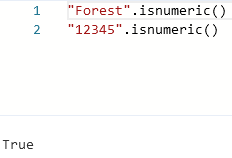 1 "Forest".isnumeric()
2 "12345".isnumeric()
True